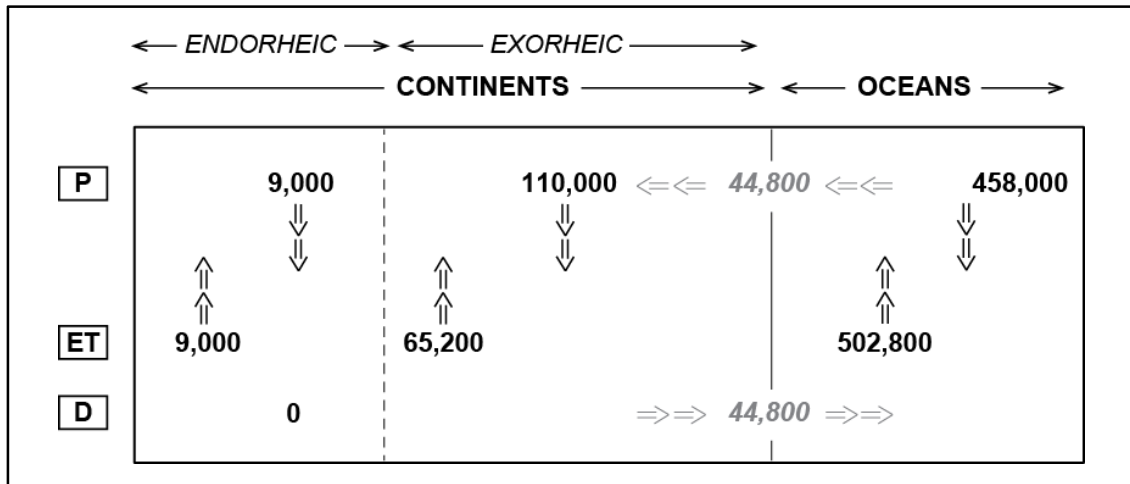 ENDORHEIC EXORHEIC
CONTINENTS OCEANS
P 9,000 110,000 44,800 458,000
ET 9,000 65,200 502,800
D 0 44,800